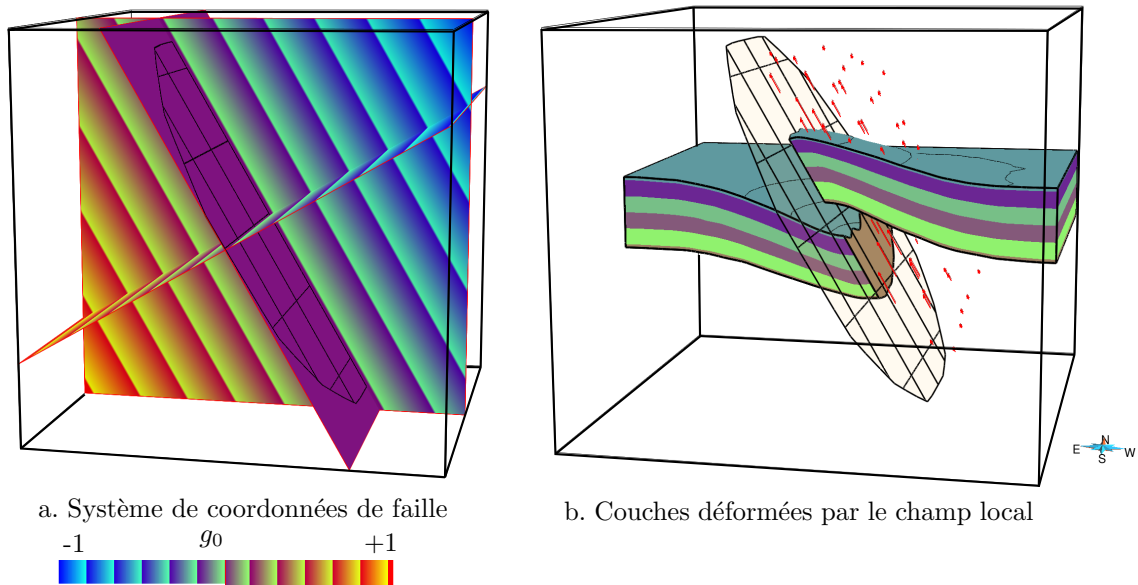 N
E
W
S
a. Système de coordonnées de faille
b. Couches déformées par le champ local
-1 g0 +1